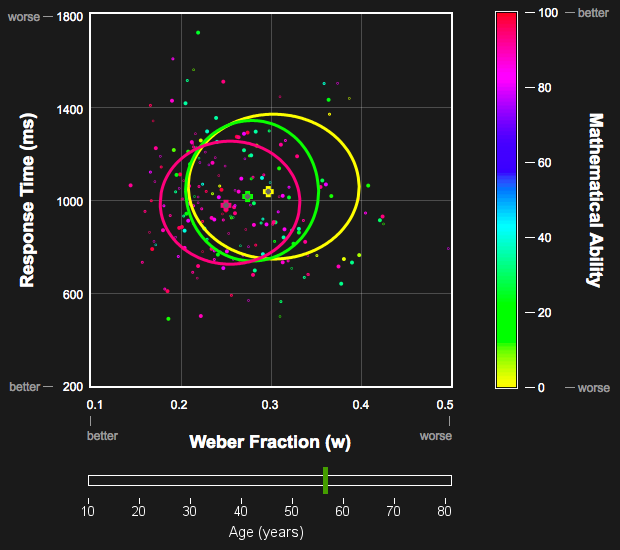 worse — 1800
1400
1000
600
better — 200
Response Time (ms)
0.1 0.2 0.3 0.4 0.5
better worse
Weber Fraction (w)
10 20 30 40 50 60 70 80
Age (years)
100 — better
80
60
40
20
0 — worse
Mathematical Ability